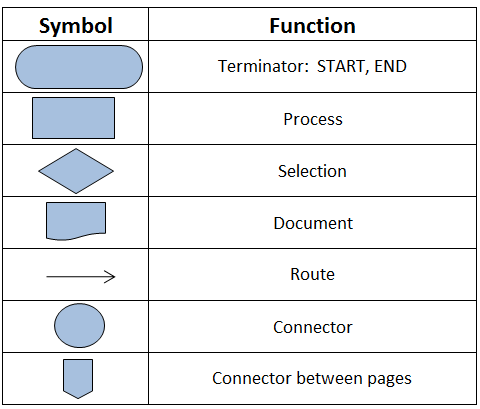 Symbol Function
Terminator:  START, END
Process
Selection
Document
Route
Connector
Connector between pages